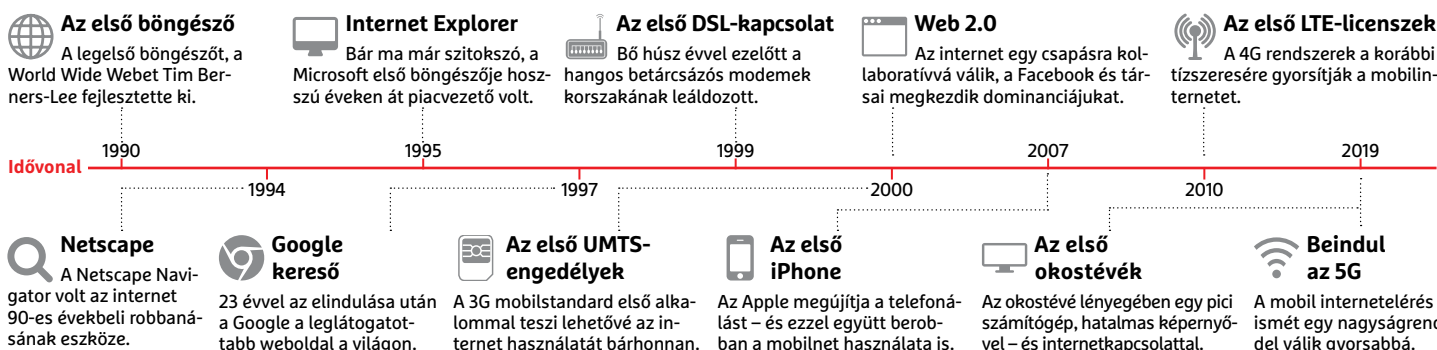 Az első böngésző
A legelső böngészőt, a
World Wide Webet Tim Ber-
ners-Lee fejlesztette ki.
Internet Explorer
Bár ma már szitokszó, a
Microsoft első böngészője hosz-
szú éveken át piacvezető volt.
Az első DSL-kapcsolat
Bő húsz évvel ezelőtt a
hangos betárcsázós modemek
korszakának leáldozott.
Web 2.0
Az internet egy csapásra kol-
laboratívvá válik, a Facebook és tár-
sai megkezdik dominanciájukat.
Az első LTE-licenszek
A 4G rendszerek a korábbi
tízszeresére gyorsítják a mobilin-
ternetet.
Idővonal
1990
1995
1999
2007
2019
1994
1997
2000
2010
Netscape
A Netscape Navi-
gator volt az internet
90-es évekbeli robbaná-
sának eszköze.
Google
kereső
23 évvel az elindulása után
a Google a leglátogatot-
tabb weboldal a világon.
Az első UMTS-
engedélyek
A 3G mobilstandard első alka-
lommal teszi lehetővé az in-
ternet használatát bárhonnan.
Az első
iPhone
Az Apple megújítja a telefoná-
lást – és ezzel együtt berob-
ban a mobilnet használata is.
Az első
okostévék
Az okostévé lényegében egy pici
számítógép, hatalmas képernyő-
vel – és internetkapcsolattal.
Beindul
az 5G
A mobil internetelérés
ismét egy nagyságrend
del válik gyorsabbá.